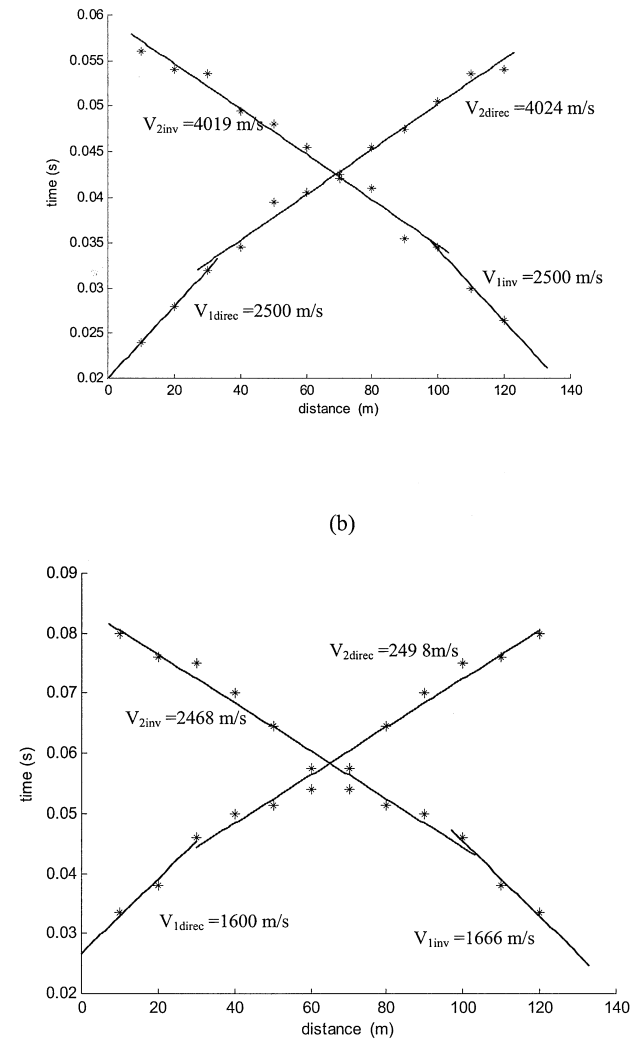 0.06
0.055
0.05
0.045
0.04
0.035
0.03
0.025
0.02
time (s)
V2inv =4019 m/s
V2direc =4024 m/s
V1direc =2500 m/s
V1inv =2500 m/s
0 20 40 60 80 100 120 140
distance (m)
(b)
0.09
0.08
0.07
0.06
0.05
0.04
0.03
0.02
time (s)
V2direc =249 8m/s
V2inv =2468 m/s
V1direc =1600 m/s
V1inv =1666 m/s
0 20 40 60 80 100 120 140
distance (m)